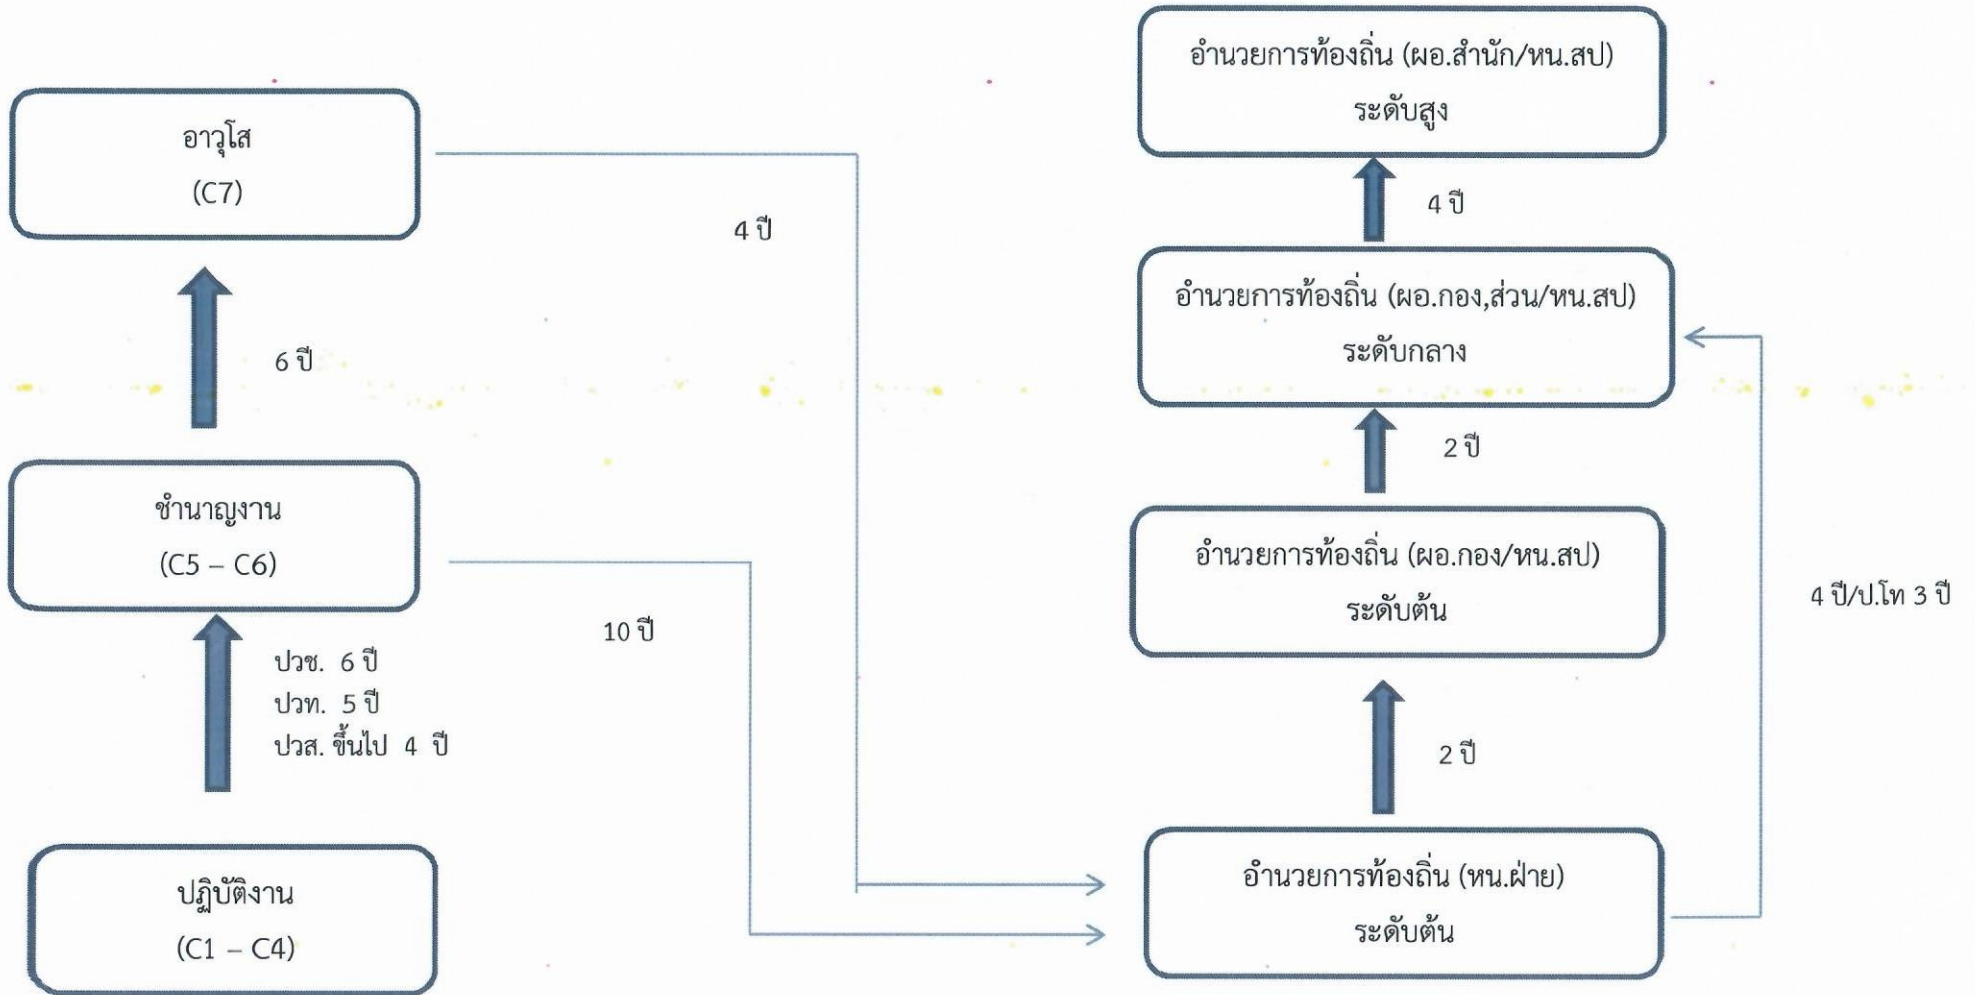 อาวุโส
(C7)
6 ปี
ชำนาญงาน
(C5 – C6)
ปวช. 6 ปี
ปวท. 5 ปี
ปวส. ขึ้นไป 4 ปี
ปฏิบัติงาน
(C1 – C4)
4 ปี
10 ปี
อำนวยการท้องถิ่น (ผอ.สำนัก/หน.สป)
ระดับสูง
4 ปี
อำนวยการท้องถิ่น (ผอ.กอง,ส่วน/หน.สป)
ระดับกลาง
2 ปี
อำนวยการท้องถิ่น (ผอ.กอง/หน.สป)
ระดับต้น
4 ปี/ป.โท 3 ปี
2 ปี
อำนวยการท้องถิ่น (หน.ฝ่าย)
ระดับต้น